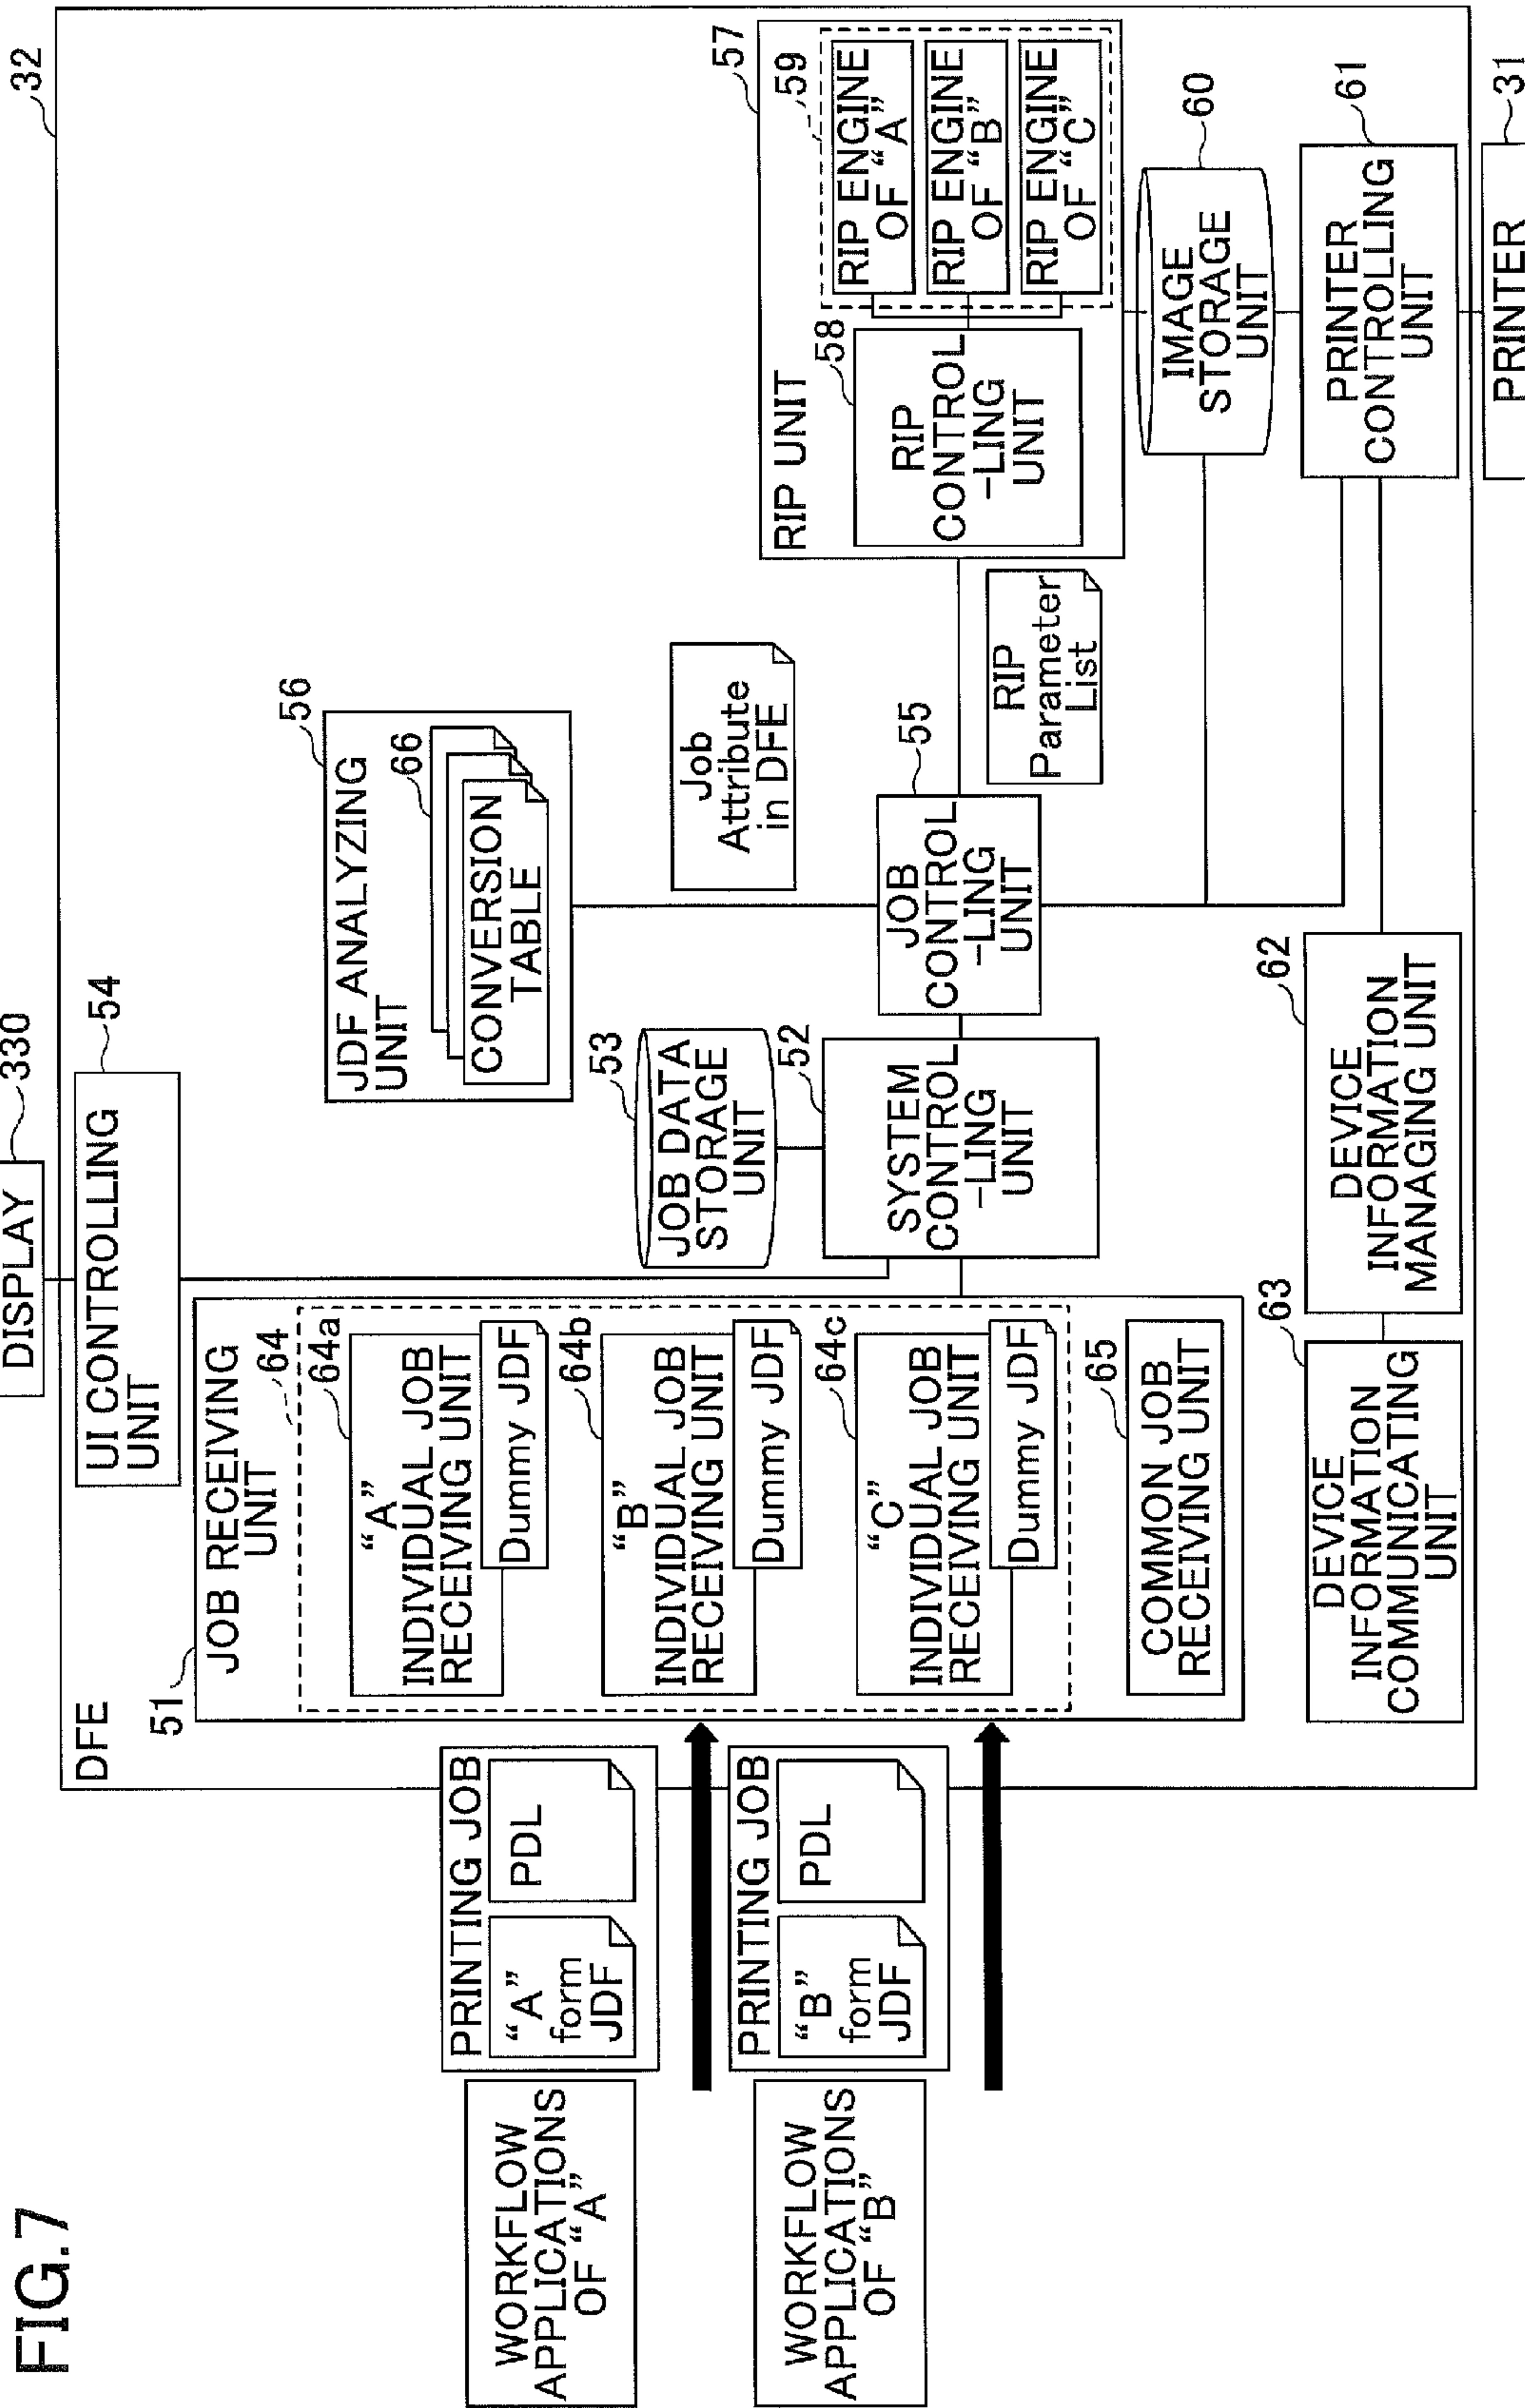 FIG.7
WORKFLOW
APPLICATIONS
OF “A”
WORKFLOW
APPLICATIONS
OF “B”
PRINTING JOB
“A”
form
JDF
PDL
PRINTING JOB
“B”
form
JDF
PDL
DFE
32
DISPLAY
330
UI CONTROLLING
UNIT
54
51
JOB RECEIVING
UNIT
64
64a
“A”
INDIVIDUAL JOB
RECEIVING UNIT
Dummy JDF
64b
“B”
INDIVIDUAL JOB
RECEIVING UNIT
Dummy JDF
64c
“C”
INDIVIDUAL JOB
RECEIVING UNIT
Dummy JDF
65
COMMON JOB
RECEIVING UNIT
53
JOB DATA
STORAGE
UNIT
52
SYSTEM
CONTROL
-LING
UNIT
56
JDF ANALYZING
UNIT
66
CONVERSION
TABLE
Job
Attribute
in DFE
55
JOB
CONTROL
-LING
UNIT
RIP
Parameter
List
57
RIP UNIT
58
RIP
CONTROL
-LING
UNIT
59
RIP ENGINE
OF “A”
RIP ENGINE
OF “B”
RIP ENGINE
OF “C”
60
IMAGE
STORAGE
UNIT
61
PRINTER
CONTROLLING
UNIT
31
PRINTER
63
DEVICE
INFORMATION
COMMUNICATING
UNIT
62
DEVICE
INFORMATION
MANAGING UNIT